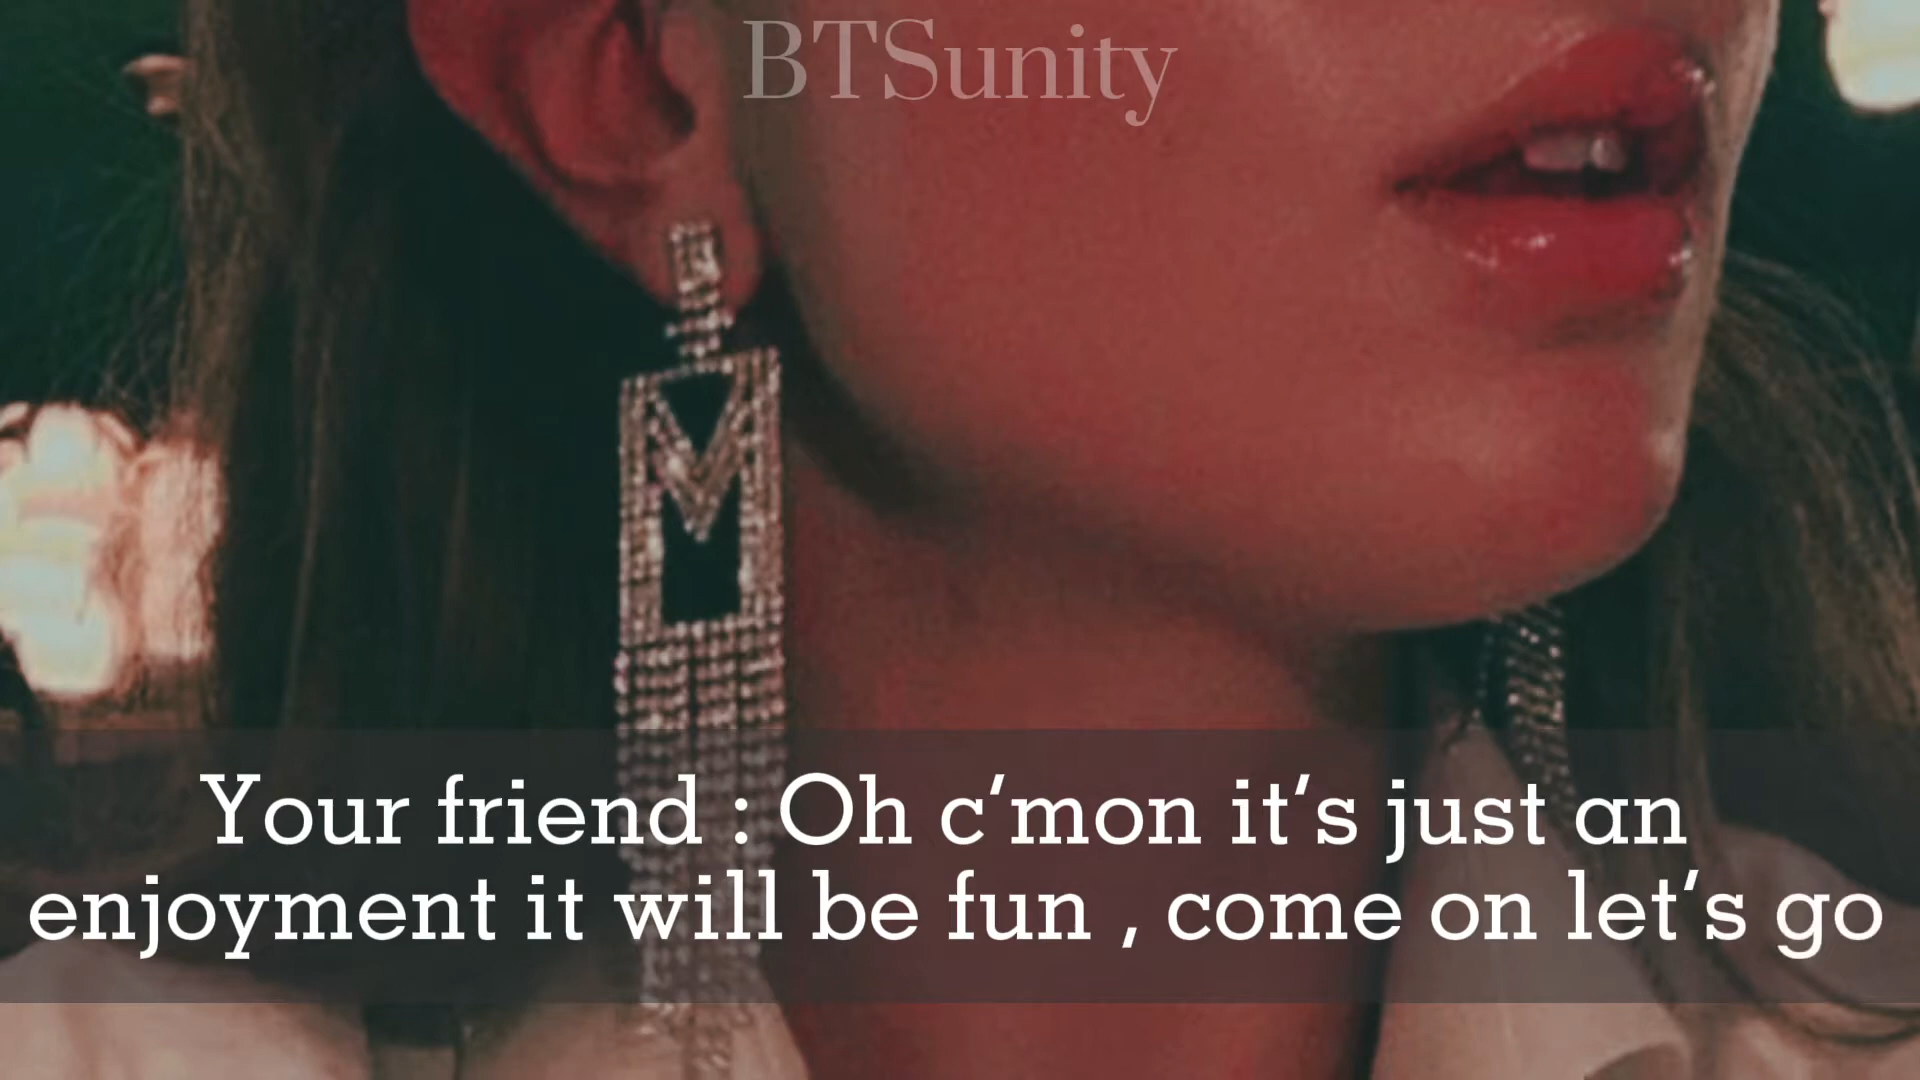 BTSunity
Your friend : Oh c’mon it’s just an
enjoyment it will be fun , come on let’s go